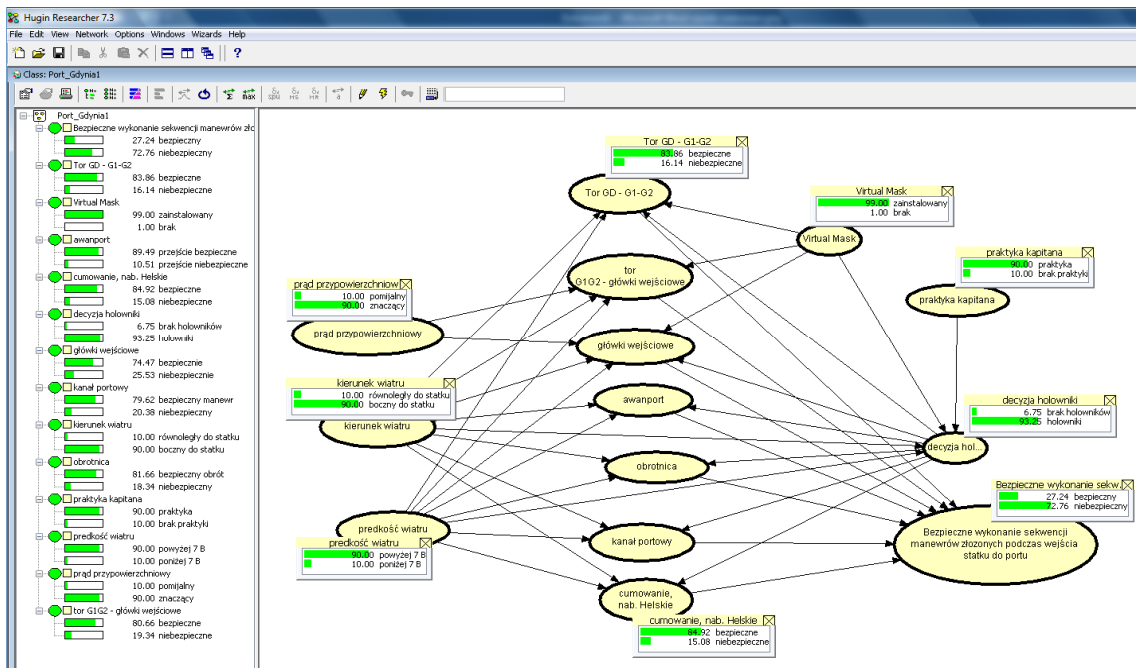 Hugin Researcher 7.3
File Edit View Network Options Windows Wizards Help
?
Class: Port_Gdynia1
Σ max
Port_Gdynia1
Bezpieczne wykonanie sekwencji manewrów zło
27.24 bezpieczny
72.76 niebezpieczny
Tor GD - G1-G2
83.86 bezpieczne
16.14 niebezpieczne
Virtual Mask
99.00 zainstalowany
1.00 brak
awanport
89.49 przejście bezpieczne
10.51 przejście niebezpieczne
cumowanie, nab. Helskie
84.92 bezpieczne
15.08 niebezpieczne
decyzja holowniki
6.75 brak holowników
93.25 holowniki
główki wejściowe
74.47 bezpiecznie
25.53 niebezpiecznie
kanał portowy
79.62 bezpieczny manewr
20.38 niebezpieczny
kierunek wiatru
10.00 równoległy do statku
90.00 boczny do statku
obrotnica
81.66 bezpieczny obrót
18.34 niebezpieczny
praktyka kapitana
90.00 praktyka
10.00 brak praktyki
predkość wiatru
90.00 powyżej 7 B
10.00 poniżej 7 B
prąd przypowierzchniowy
10.00 pomijalny
90.00 znaczący
tor G1G2 - główki wejściowe
80.66 bezpieczne
19.34 niebezpieczne
Tor GD - G1-G2
83.86 bezpieczne
16.14 niebezpieczne
Tor GD - G1-G2
Virtual Mask
99.00 zainstalowany
1.00 brak
Virtual Mask
praktyka kapitana
90.00 praktyka
10.00 brak praktyki
praktyka kapitana
tor
G1G2 - główki wejściowe
prąd przypowierzchniow
10.00 pomijalny
90.00 znaczący
prąd przypowierzchniowy
główki wejściowe
kierunek wiatru
10.00 równoległy do statku
90.00 boczny do statku
kierunek wiatru
awanport
decyzja holowniki
6.75 brak holowników
93.25 holowniki
decyzja hol...
obrotnica
Bezpieczne wykonanie sekw.
27.24 bezpieczny
72.76 niebezpieczny
Bezpieczne wykonanie sekwencji
manewrów złożonych podczas wejścia
statku do portu
predkość wiatru
predkość wiatru
90.00 powyżej 7 B
10.00 poniżej 7 B
kanał portowy
cumowanie,
nab. Helskie
cumowanie, nab. Helskie
84.92 bezpieczne
15.08 niebezpieczne